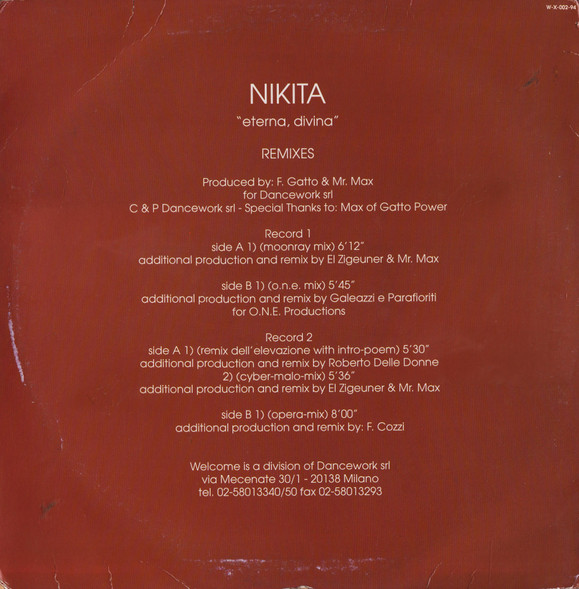 W-X-002-94
NIKITA
"eterna, divina"
REMIXES
Produced by: F. Gatto & Mr. Max
for Dancework srl
C & P Dancework srl - Special Thanks to: Max of Gatto Power
Record 1
side A 1) (moonray mix) 6'12"
additional production and remix by El Zigeuner & Mr. Max
side B 1) (o.n.e. mix) 5'45"
additional production and remix by Galeazzi e Parafioriti
for O.N.E. Productions
Record 2
side A 1) (remix dell'elevazione with intro-poem) 5'30"
additional production and remix by Roberto Delle Donne
2) (cyber-malo-mix) 5'36"
additional production and remix by El Zigeuner & Mr. Max
side B 1) (opera-mix) 8'00"
additional production and remix by: F. Cozzi
Welcome is a division of Dancework srl
via Mecenate 30/1 - 20138 Milano
tel. 02-58013340/50 fax 02-58013293